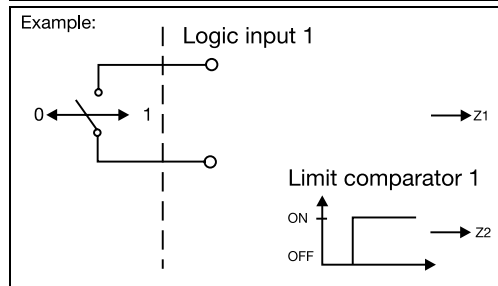 Example:
Logic input 1
0 1
Z1
Limit comparator 1
ON
Z2
OFF